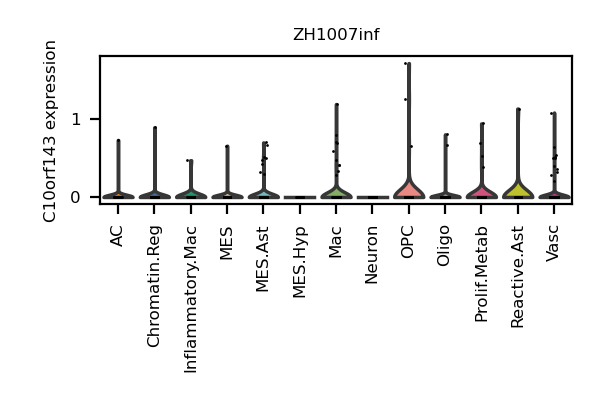 ZH1007inf
C10orf143 expression
1
0
AC
Chromatin.Reg
Inflammatory.Mac
MES
MES.Ast
MES.Hyp
Mac
Neuron
OPC
Oligo
Prolif.Metab
Reactive.Ast
Vasc